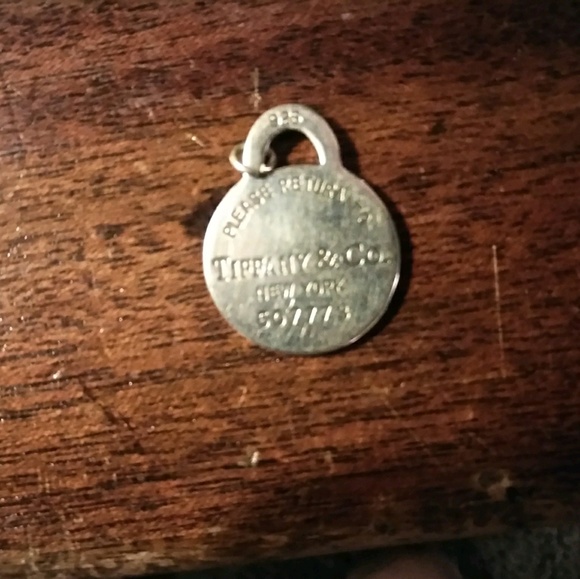 925
PLEASE RETURN TO
TIFFANY & CO.
NEW YORK